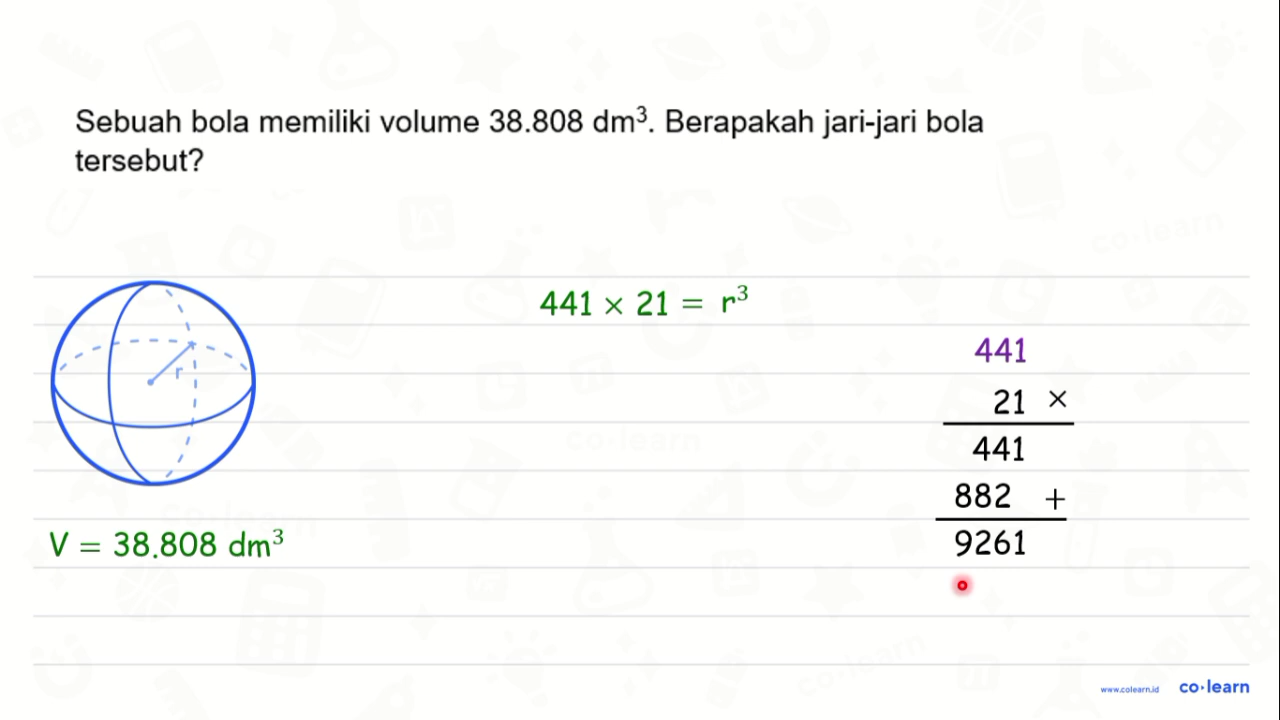 Sebuah bola memiliki volume 38.808 dm³. Berapakah jari-jari bola
tersebut?
441 × 21 = r³
441
21 ×
441
882 +
9261
r
V = 38.808 dm³
www.colearn.id co·learn